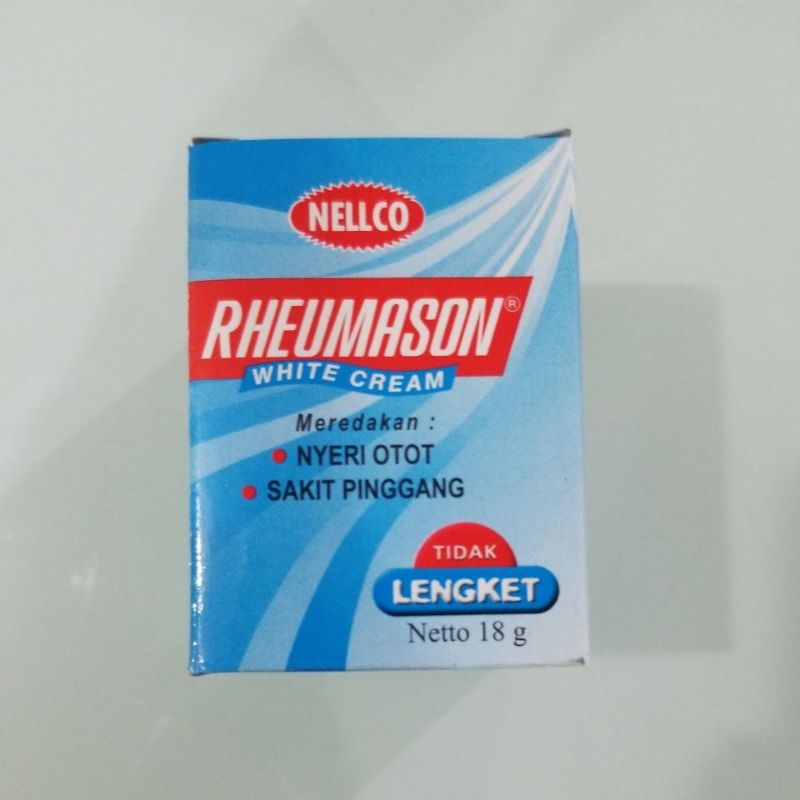 NELLCO
RHEUMASON®
WHITE CREAM
Meredakan :
• NYERI OTOT
• SAKIT PINGGANG
TIDAK
LENGKET
Netto 18 g